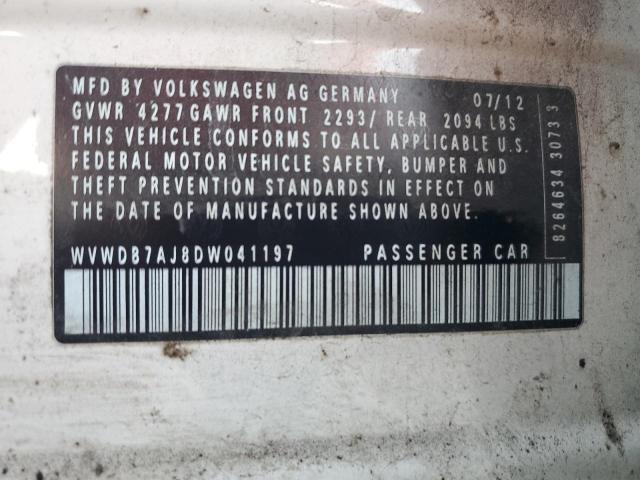 MFD BY VOLKSWAGEN AG GERMANY 07/12
GVWR 4277 GAWR FRONT 2293/ REAR 2094 LBS
THIS VEHICLE CONFORMS TO ALL APPLICABLE U.S.
FEDERAL MOTOR VEHICLE SAFETY, BUMPER AND
THEFT PREVENTION STANDARDS IN EFFECT ON
THE DATE OF MANUFACTURE SHOWN ABOVE.
WVWDB7AJ8DW041197 PASSENGER CAR
8264634 3073 3